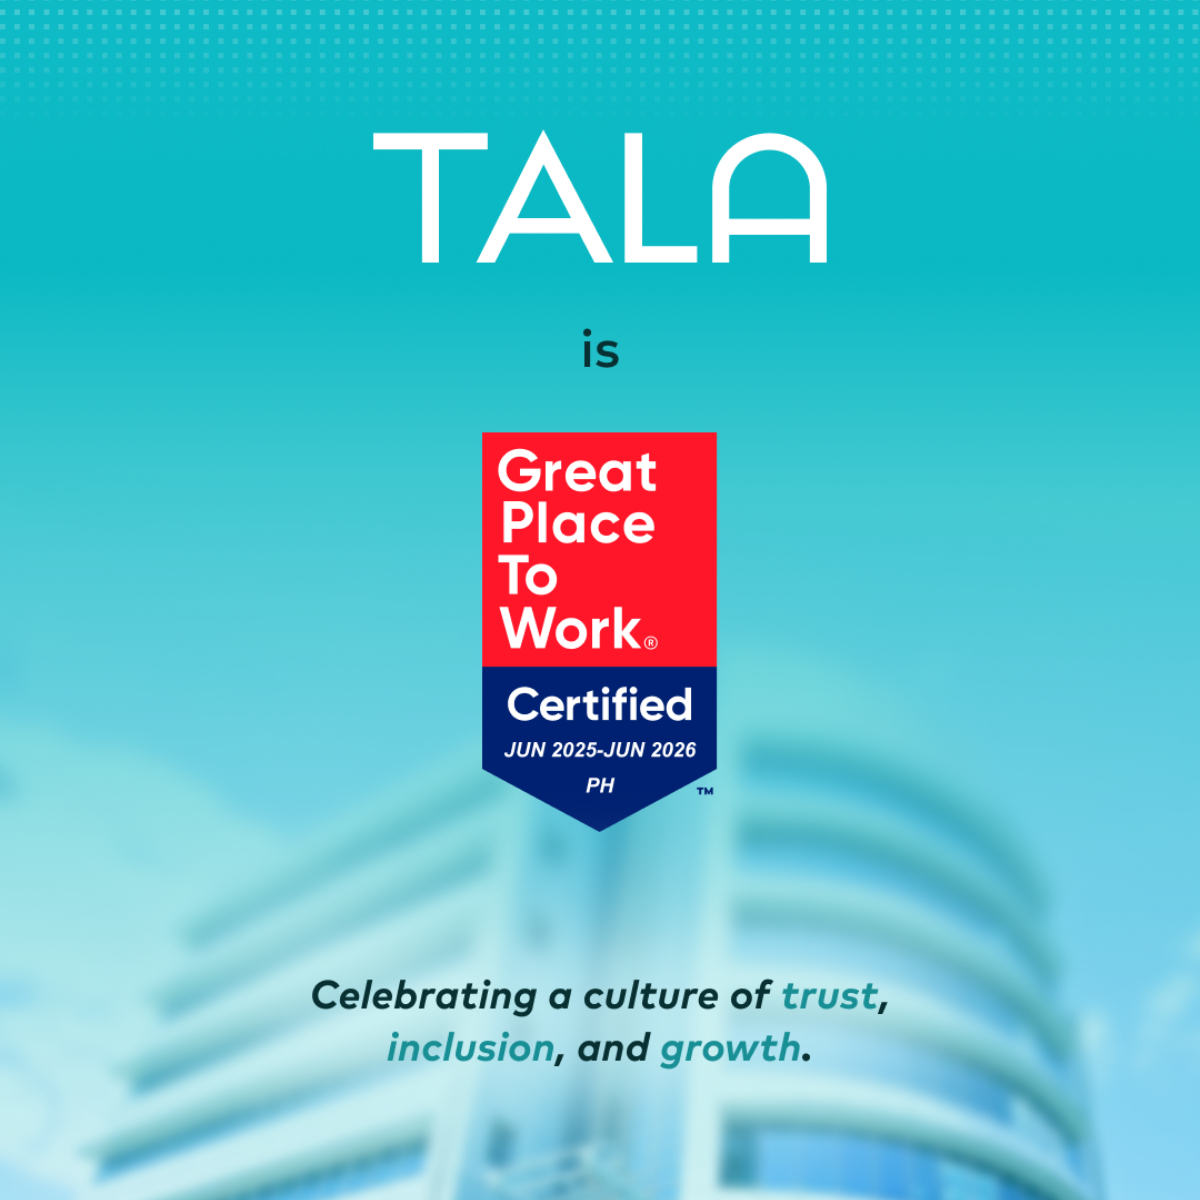 TALA
is
Great
Place
To
Work®
Certified
JUN 2025-JUN 2026
PH
™
Celebrating a culture of trust,
inclusion, and growth.